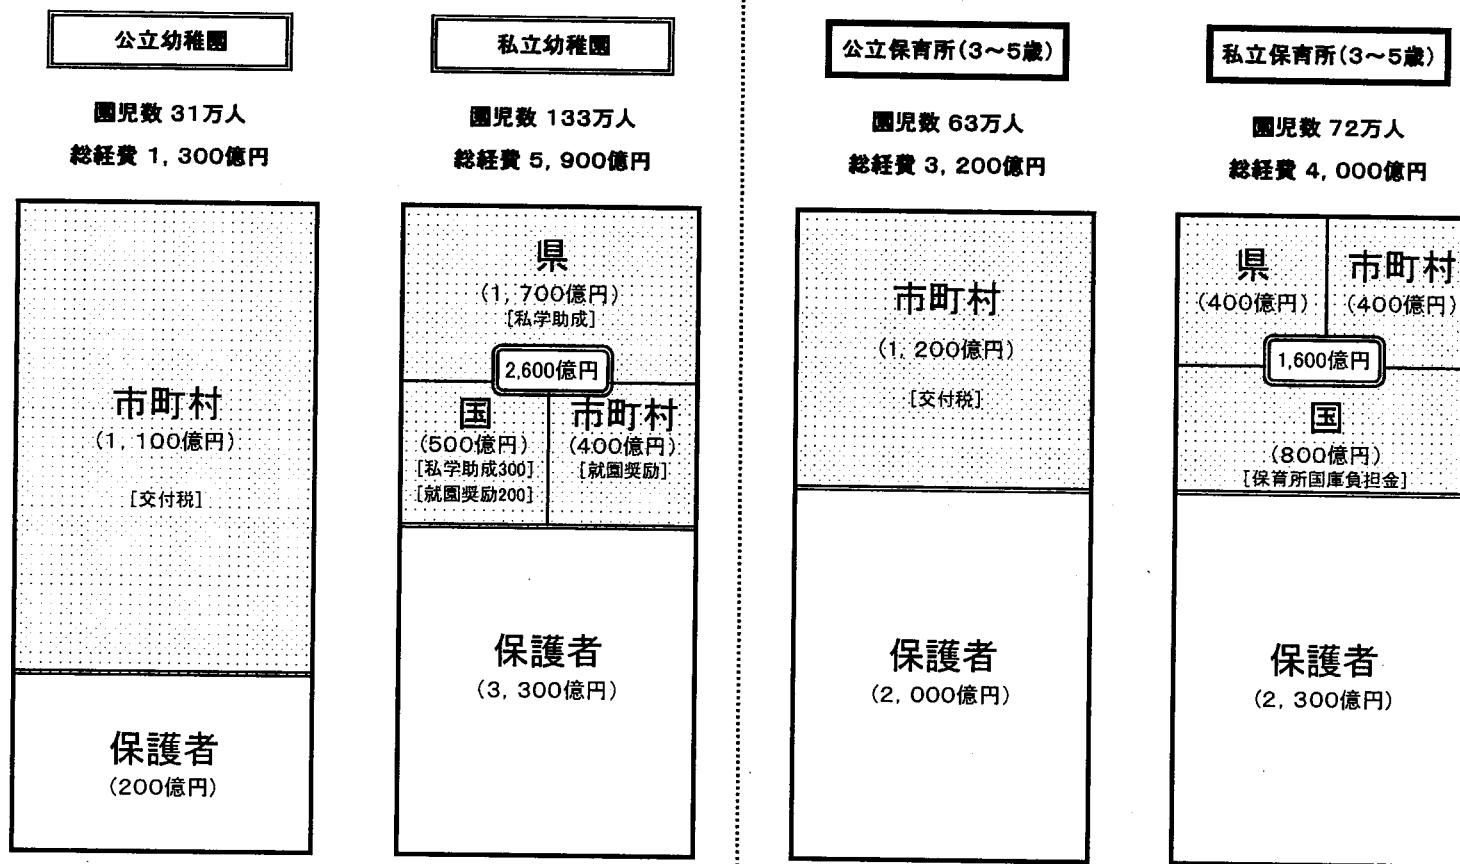 公立幼稚園
園児数 31万人
総経費 1, 300億円
市町村
(1, 100億円)
[交付税]
保護者
(200億円)
私立幼稚園
園児数 133万人
総経費 5, 900億円
県
(1, 700億円)
[私学助成]
2,600億円
国
(500億円)
[私学助成300]
[就園奨励200]
市町村
(400億円)
[就園奨励]
保護者
(3, 300億円)
公立保育所(3～5歳)
園児数 63万人
総経費 3, 200億円
市町村
(1, 200億円)
[交付税]
保護者
(2, 000億円)
私立保育所(3～5歳)
園児数 72万人
総経費 4, 000億円
県
(400億円)
市町村
(400億円)
1,600億円
国
(800億円)
[保育所国庫負担金]
保護者
(2, 300億円)